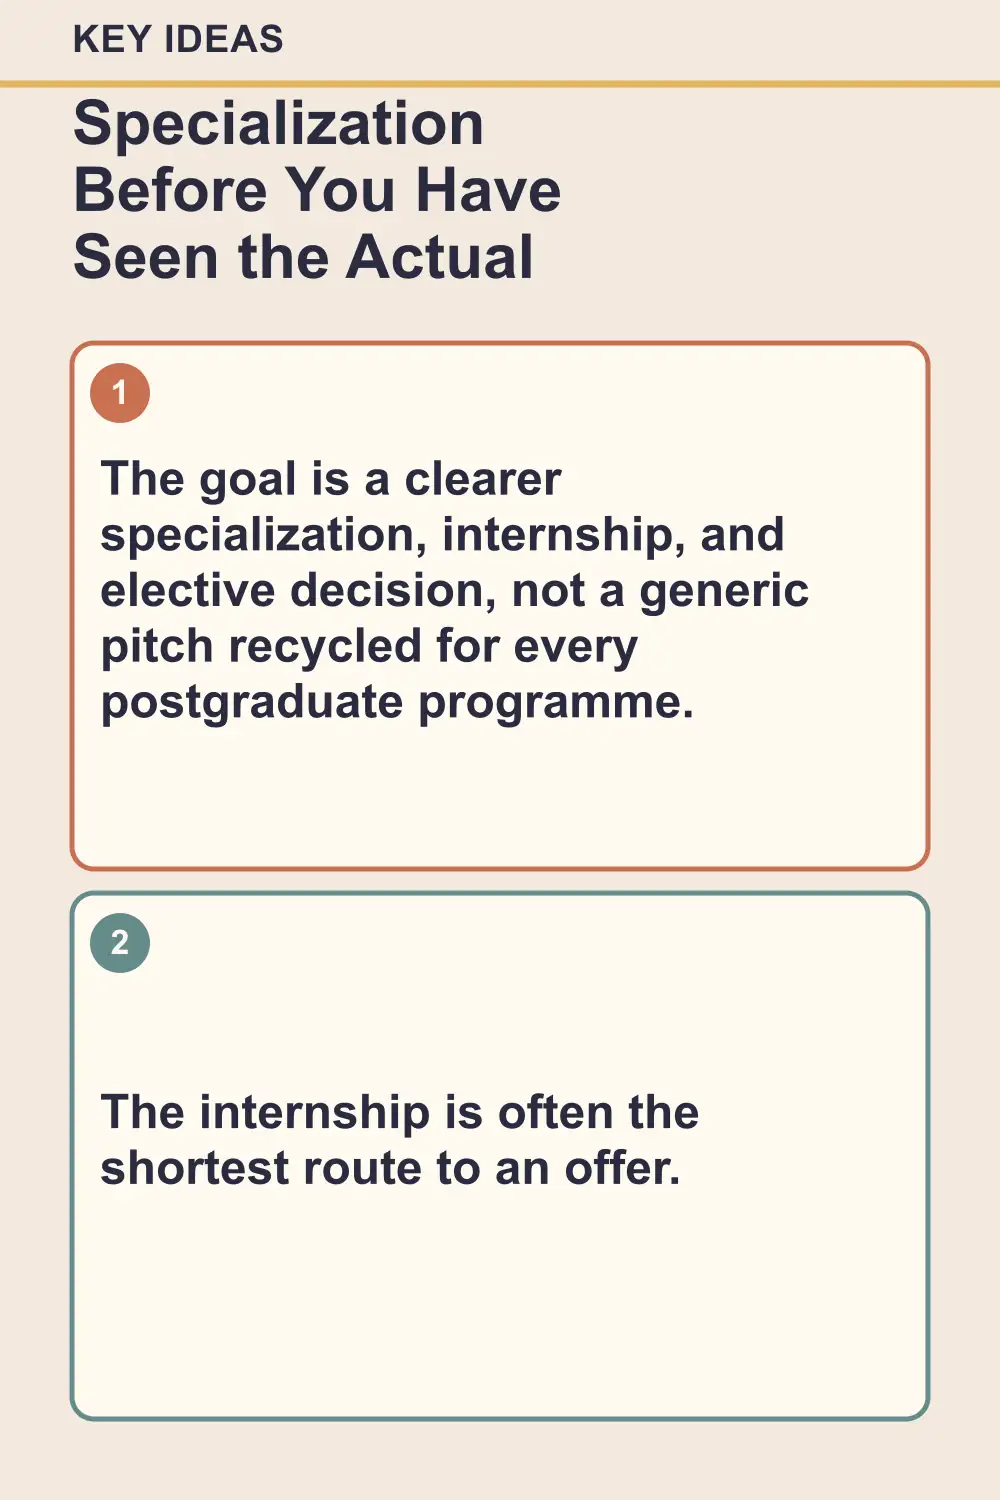 KEY IDEAS
Specialization
Before You Have
Seen the Actual
1
The goal is a clearer
specialization, internship, and
elective decision, not a generic
pitch recycled for every
postgraduate programme.
2
The internship is often the
shortest route to an offer.